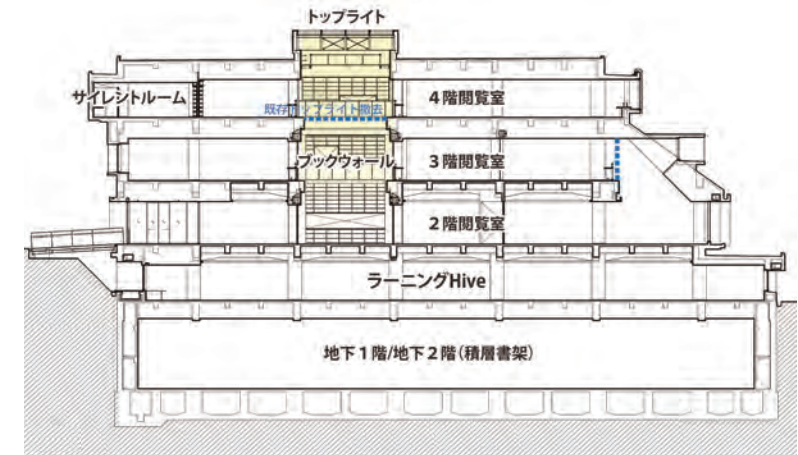 トップライト
サイレントルーム
4階閲覧室
既存トップライト撤去
ブックウォール
3階閲覧室
2階閲覧室
ラーニングHive
地下1階/地下2階(積層書架)